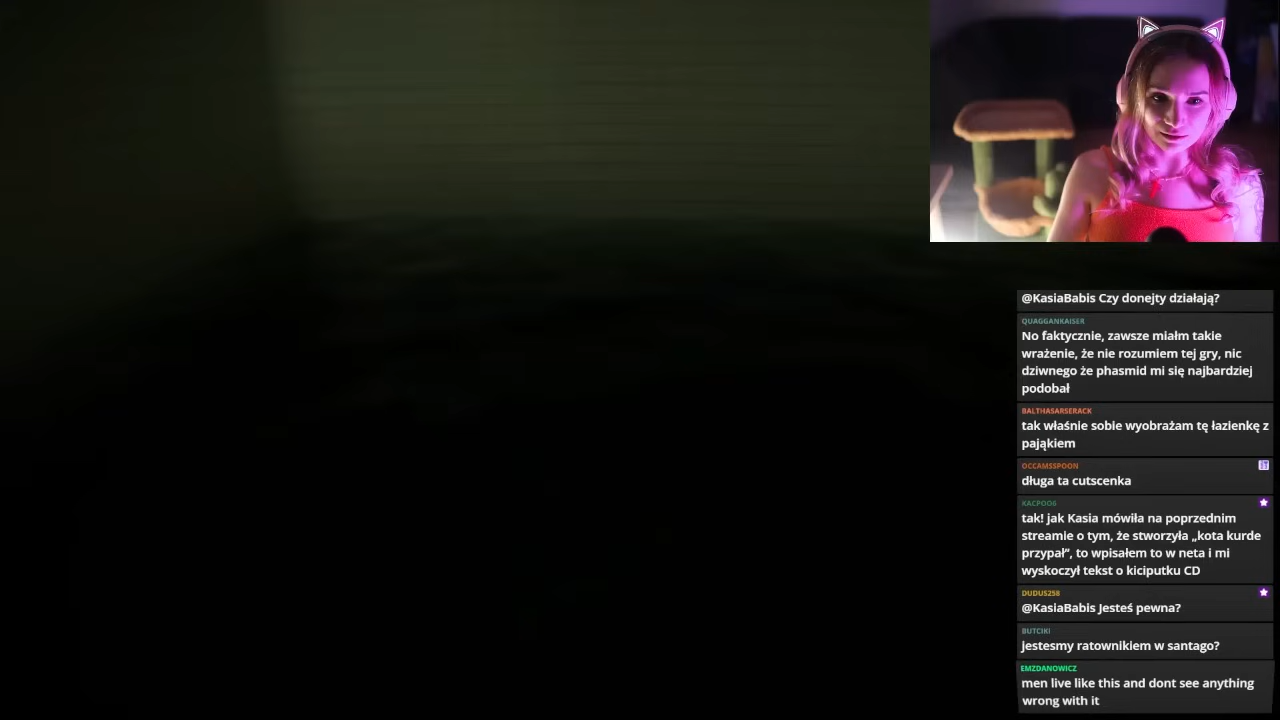 @KasiaBabis Czy donejty działają?
QUAGGANKAISER
No faktycznie, zawsze miałm takie
wrażenie, że nie rozumiem tej gry, nic
dziwnego że phasmid mi się najbardziej
podobał
BALTHASARSERACK
tak właśnie sobie wyobrażam tę łazienkę z
pająkiem
OCCAMSSPOON
długa ta cutscenka
KACPOO6
tak! jak Kasia mówiła na poprzednim
streamie o tym, że stworzyła „kota kurde
przypał”, to wpisałem to w neta i mi
wyskoczył tekst o kiciputku CD
DUDUS258
@KasiaBabis Jesteś pewna?
BUTCIKI
jestesmy ratownikiem w santago?
EMZDANOWICZ
men live like this and dont see anything
wrong with it